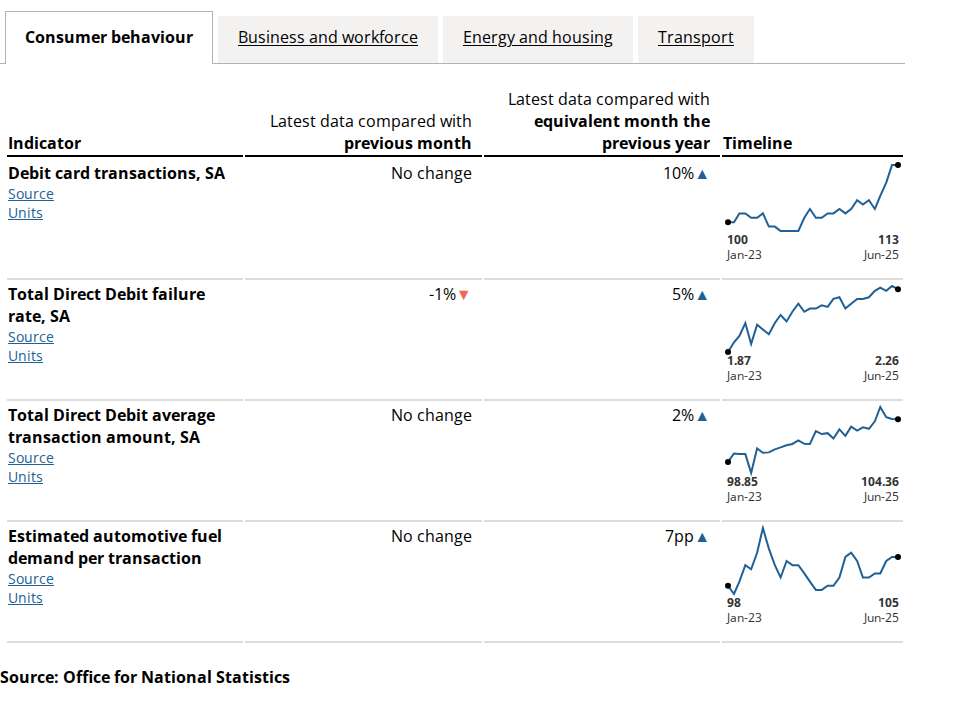 Consumer behaviour Business and workforce Energy and housing Transport
Latest data compared with
Latest data compared with equivalent month the
Indicator previous month previous year Timeline
Debit card transactions, SA No change 10%▲
Source
Units
100 113
Jan-23 Jun-25
Total Direct Debit failure -1%▼ 5%▲
rate, SA
Source
Units
1.87 2.26
Jan-23 Jun-25
Total Direct Debit average No change 2%▲
transaction amount, SA
Source
Units
98.85 104.36
Jan-23 Jun-25
Estimated automotive fuel No change 7pp▲
demand per transaction
Source
Units
98 105
Jan-23 Jun-25
Source: Office for National Statistics